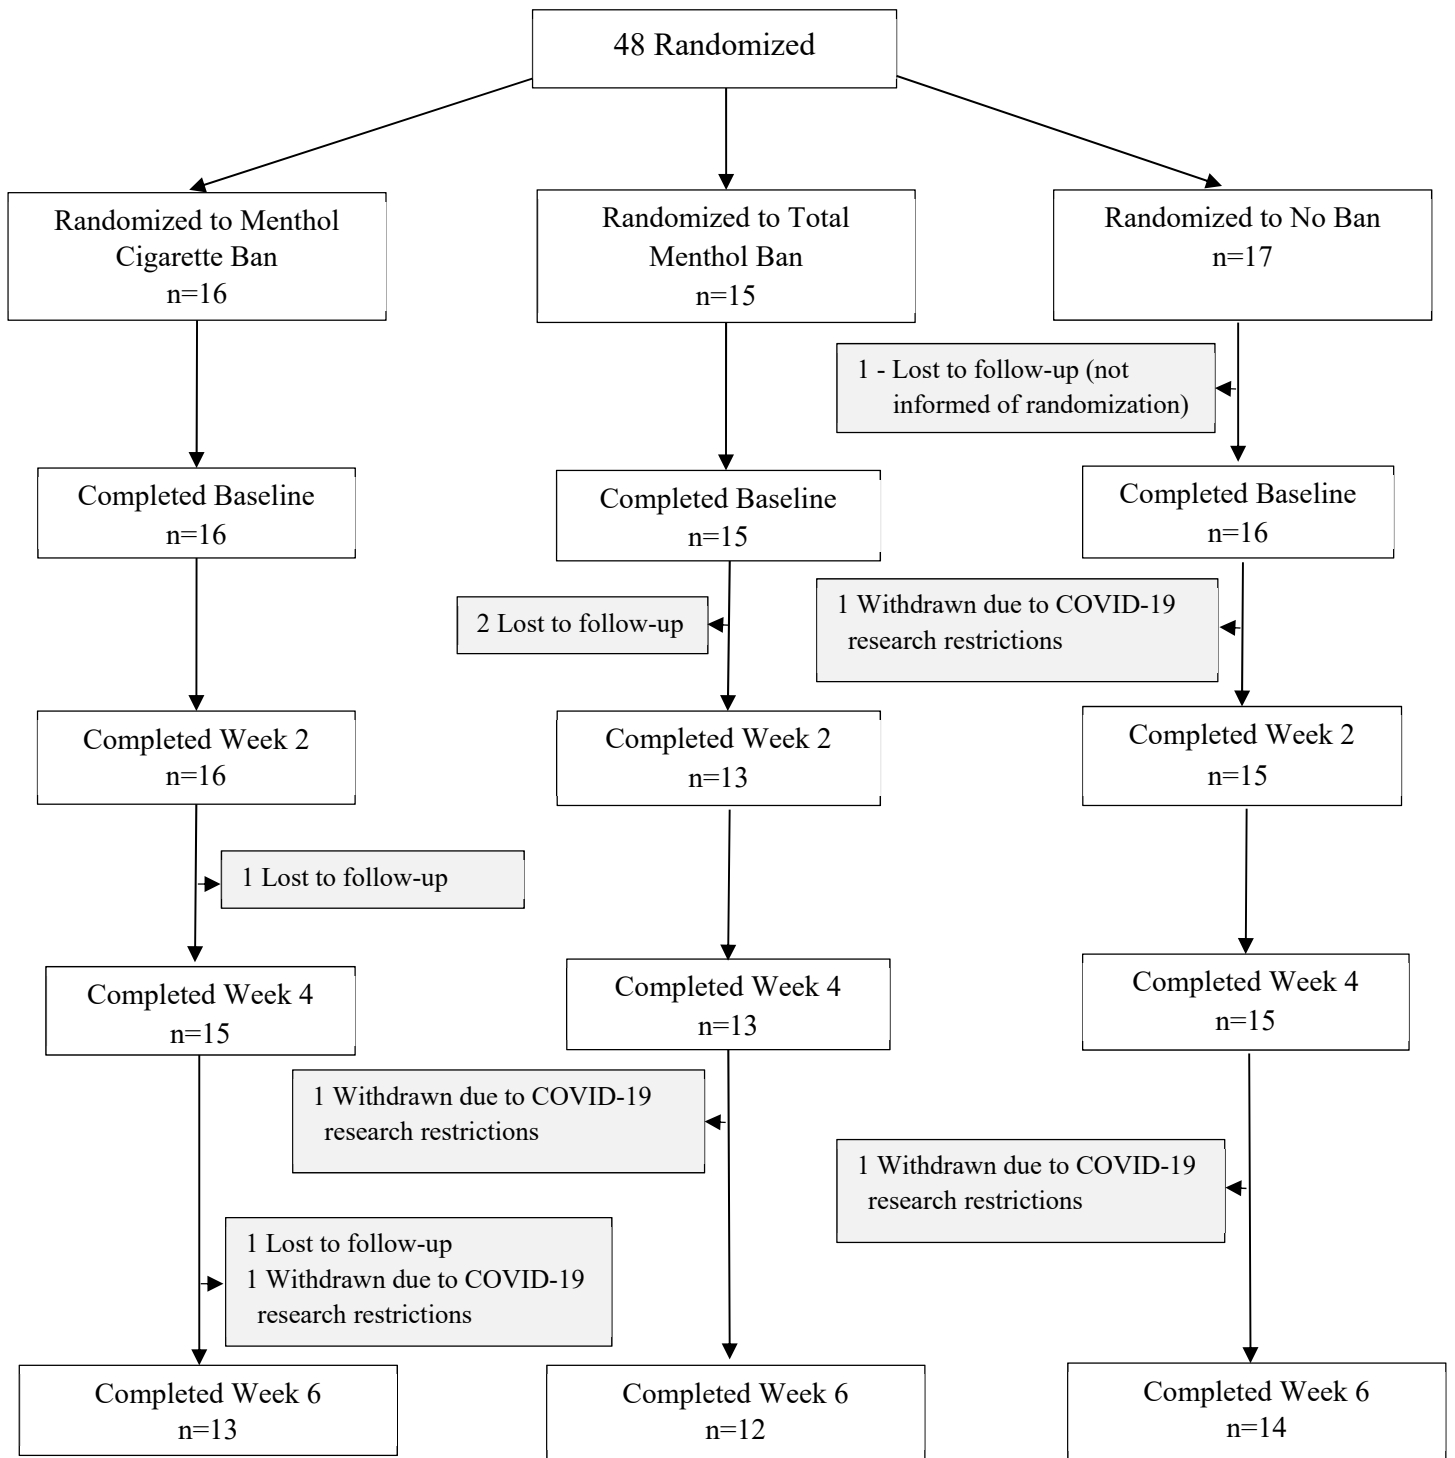 48 Randomized
Randomized to Menthol
Cigarette Ban
n=16
Randomized to Total
Menthol Ban
n=15
Randomized to No Ban
n=17
1 - Lost to follow-up (not
informed of randomization)
Completed Baseline
n=16
Completed Baseline
n=15
Completed Baseline
n=16
2 Lost to follow-up
1 Withdrawn due to COVID-19
research restrictions
Completed Week 2
n=16
Completed Week 2
n=13
Completed Week 2
n=15
1 Lost to follow-up
Completed Week 4
n=15
Completed Week 4
n=13
Completed Week 4
n=15
1 Withdrawn due to COVID-19
research restrictions
1 Withdrawn due to COVID-19
research restrictions
1 Lost to follow-up
1 Withdrawn due to COVID-19
research restrictions
Completed Week 6
n=13
Completed Week 6
n=12
Completed Week 6
n=14